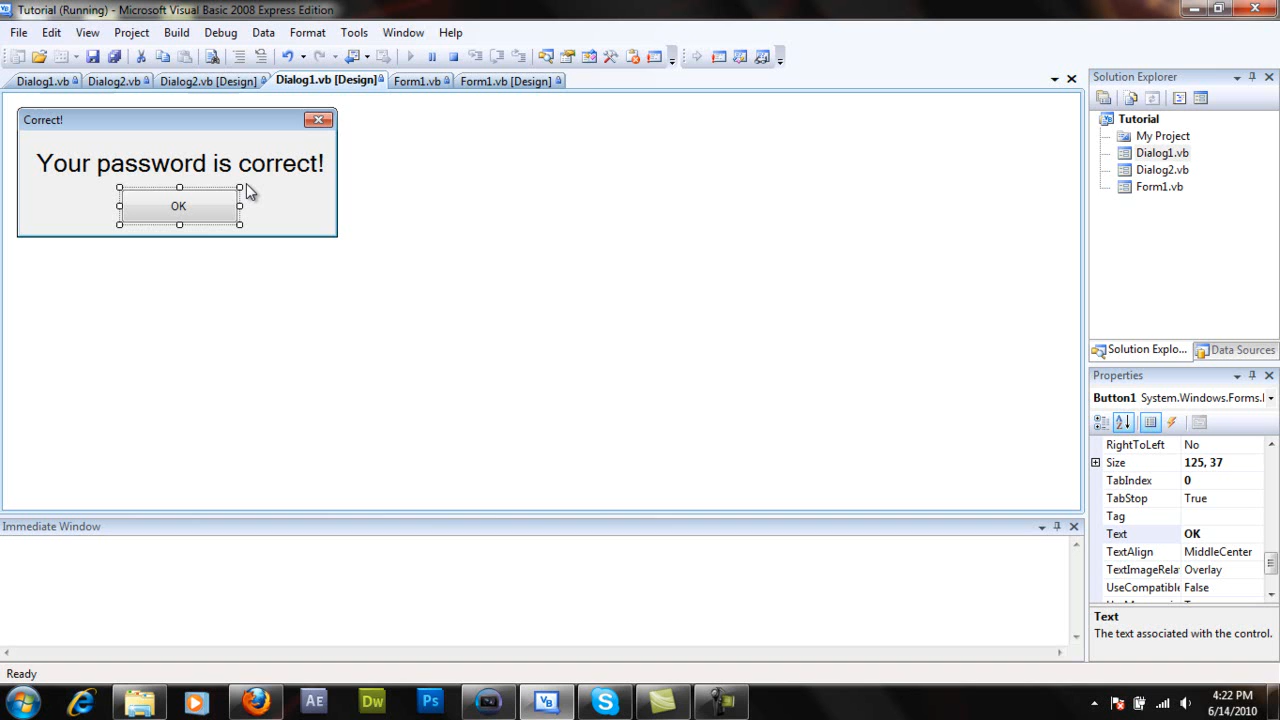 Tutorial (Running) - Microsoft Visual Basic 2008 Express Edition
File Edit View Project Build Debug Data Format Tools Window Help
Dialog1.vb Dialog2.vb Dialog2.vb [Design] Dialog1.vb [Design] Form1.vb Form1.vb [Design]
Correct!
Your password is correct!
OK
Solution Explorer
Tutorial
My Project
Dialog1.vb
Dialog2.vb
Form1.vb
Solution Explo... Data Sources
Properties
Button1 System.Windows.Forms.
RightToLeft No
Size 125, 37
TabIndex 0
TabStop True
Tag
Text OK
TextAlign MiddleCenter
TextImageRela Overlay
UseCompatible False
Text
The text associated with the control.
Immediate Window
Ready
Ae Dw Ps VB
4:22 PM
6/14/2010